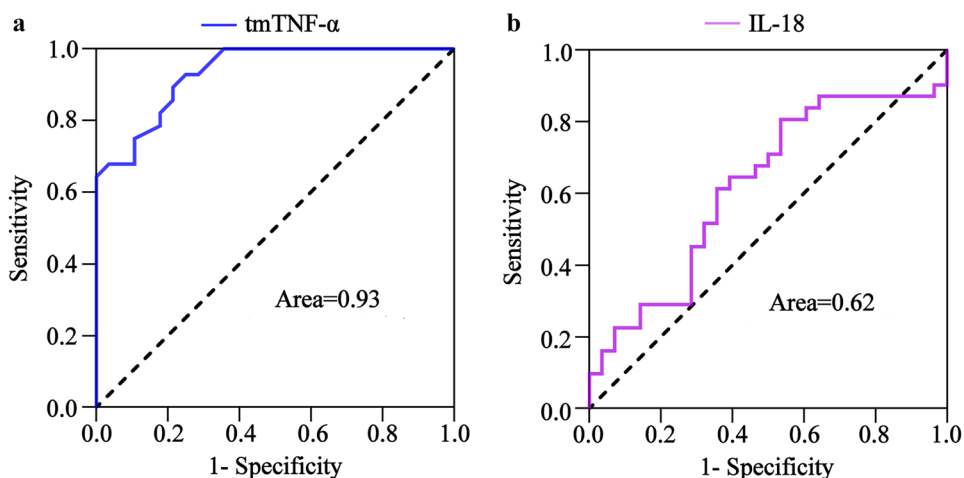 a
tmTNF-α
1.0
0.8
0.6
0.4
0.2
0.0
Sensitivity
Area=0.93
0.0 0.2 0.4 0.6 0.8 1.0
1- Specificity
b
IL-18
1.0
0.8
0.6
0.4
0.2
0.0
Sensitivity
Area=0.62
0.0 0.2 0.4 0.6 0.8 1.0
1- Specificity